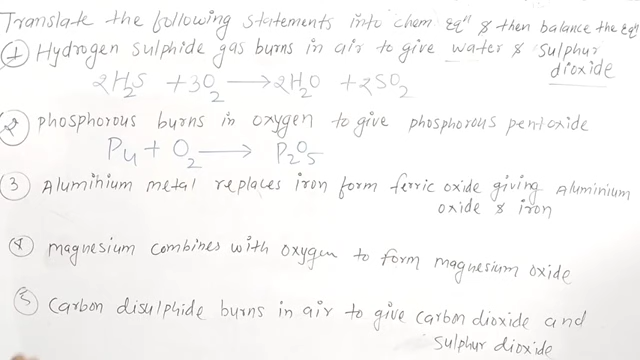 Translate the following statements into chem Eqⁿ & then balance the Eqⁿ
① Hydrogen sulphide gas burns in air to give water & sulphur dioxide
2H₂S + 3O₂ → 2H₂O + 2SO₂
② phosphorous burns in oxygen to give phosphorous pentoxide
P₄ + O₂ → P₂O₅
③ Aluminium metal replaces iron form ferric oxide giving Aluminium
oxide & iron
④ magnesium combines with oxygen to form magnesium oxide
⑤ carbon disulphide burns in air to give carbon dioxide and
sulphur dioxide